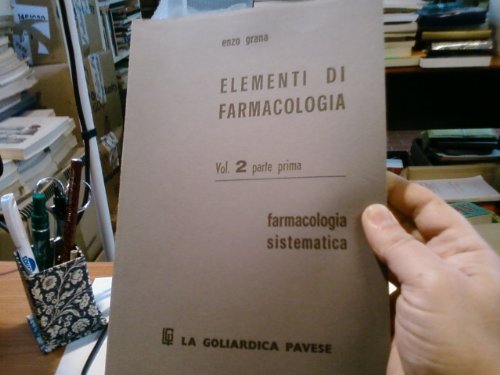 enzo grana
ELEMENTI DI
FARMACOLOGIA
Vol. 2 parte prima
farmacologia
sistematica
LA GOLIARDICA PAVESE